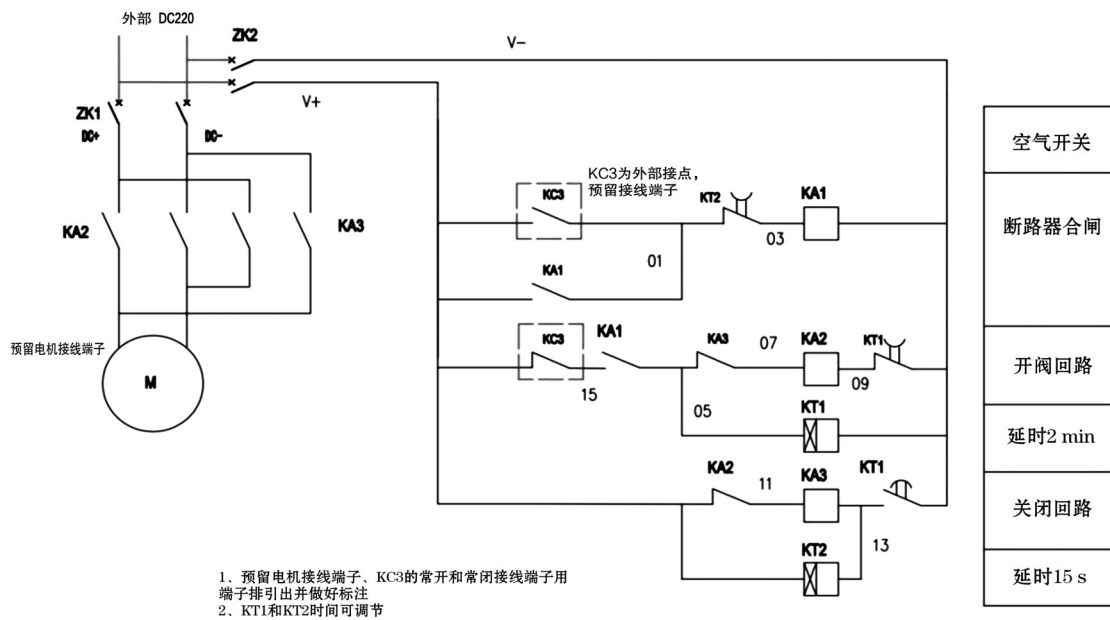 外部 DC220
ZK2
V-
V+
ZK1
DC+
DC-
KC3为外部接点，
预留接线端子
KC3
KT2
KA1
KA2
KA3
01
03
KA1
预留电机接线端子
M
KC3
KA1
KA3
07
KA2
KT1
15
05
09
KT1
KA2
11
KA3
KT1
KT2
13
空气开关
断路器合闸
开阀回路
延时2 min
关闭回路
延时15 s
1、预留电机接线端子、KC3的常开和常闭接线端子用
端子排引出并做好标注
2、KT1和KT2时间可调节